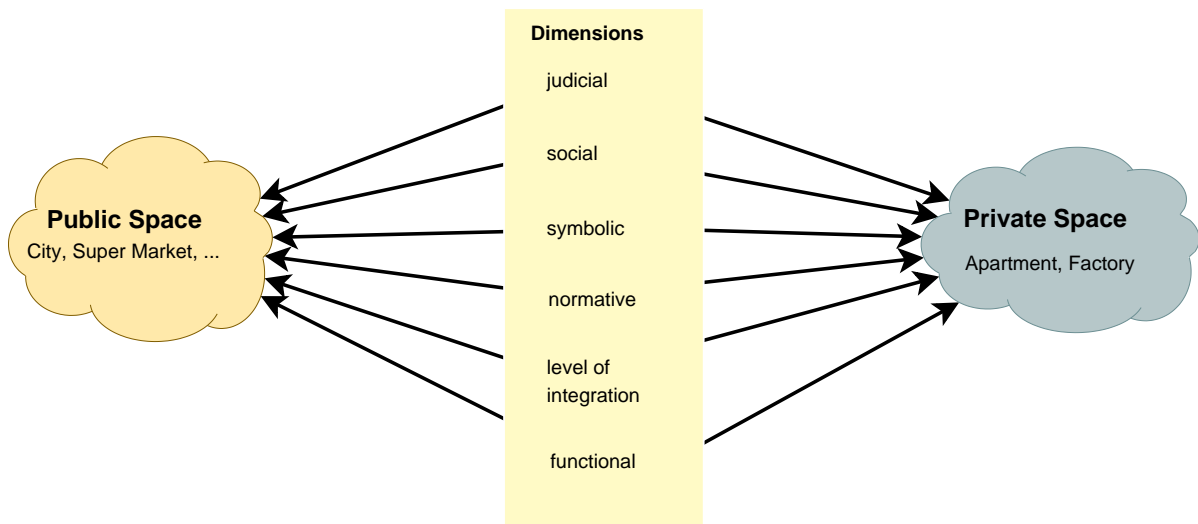 Dimensions
judicial
social
symbolic
normative
level of
integration
functional
Public Space
City, Super Market, ...
Private Space
Apartment, Factory